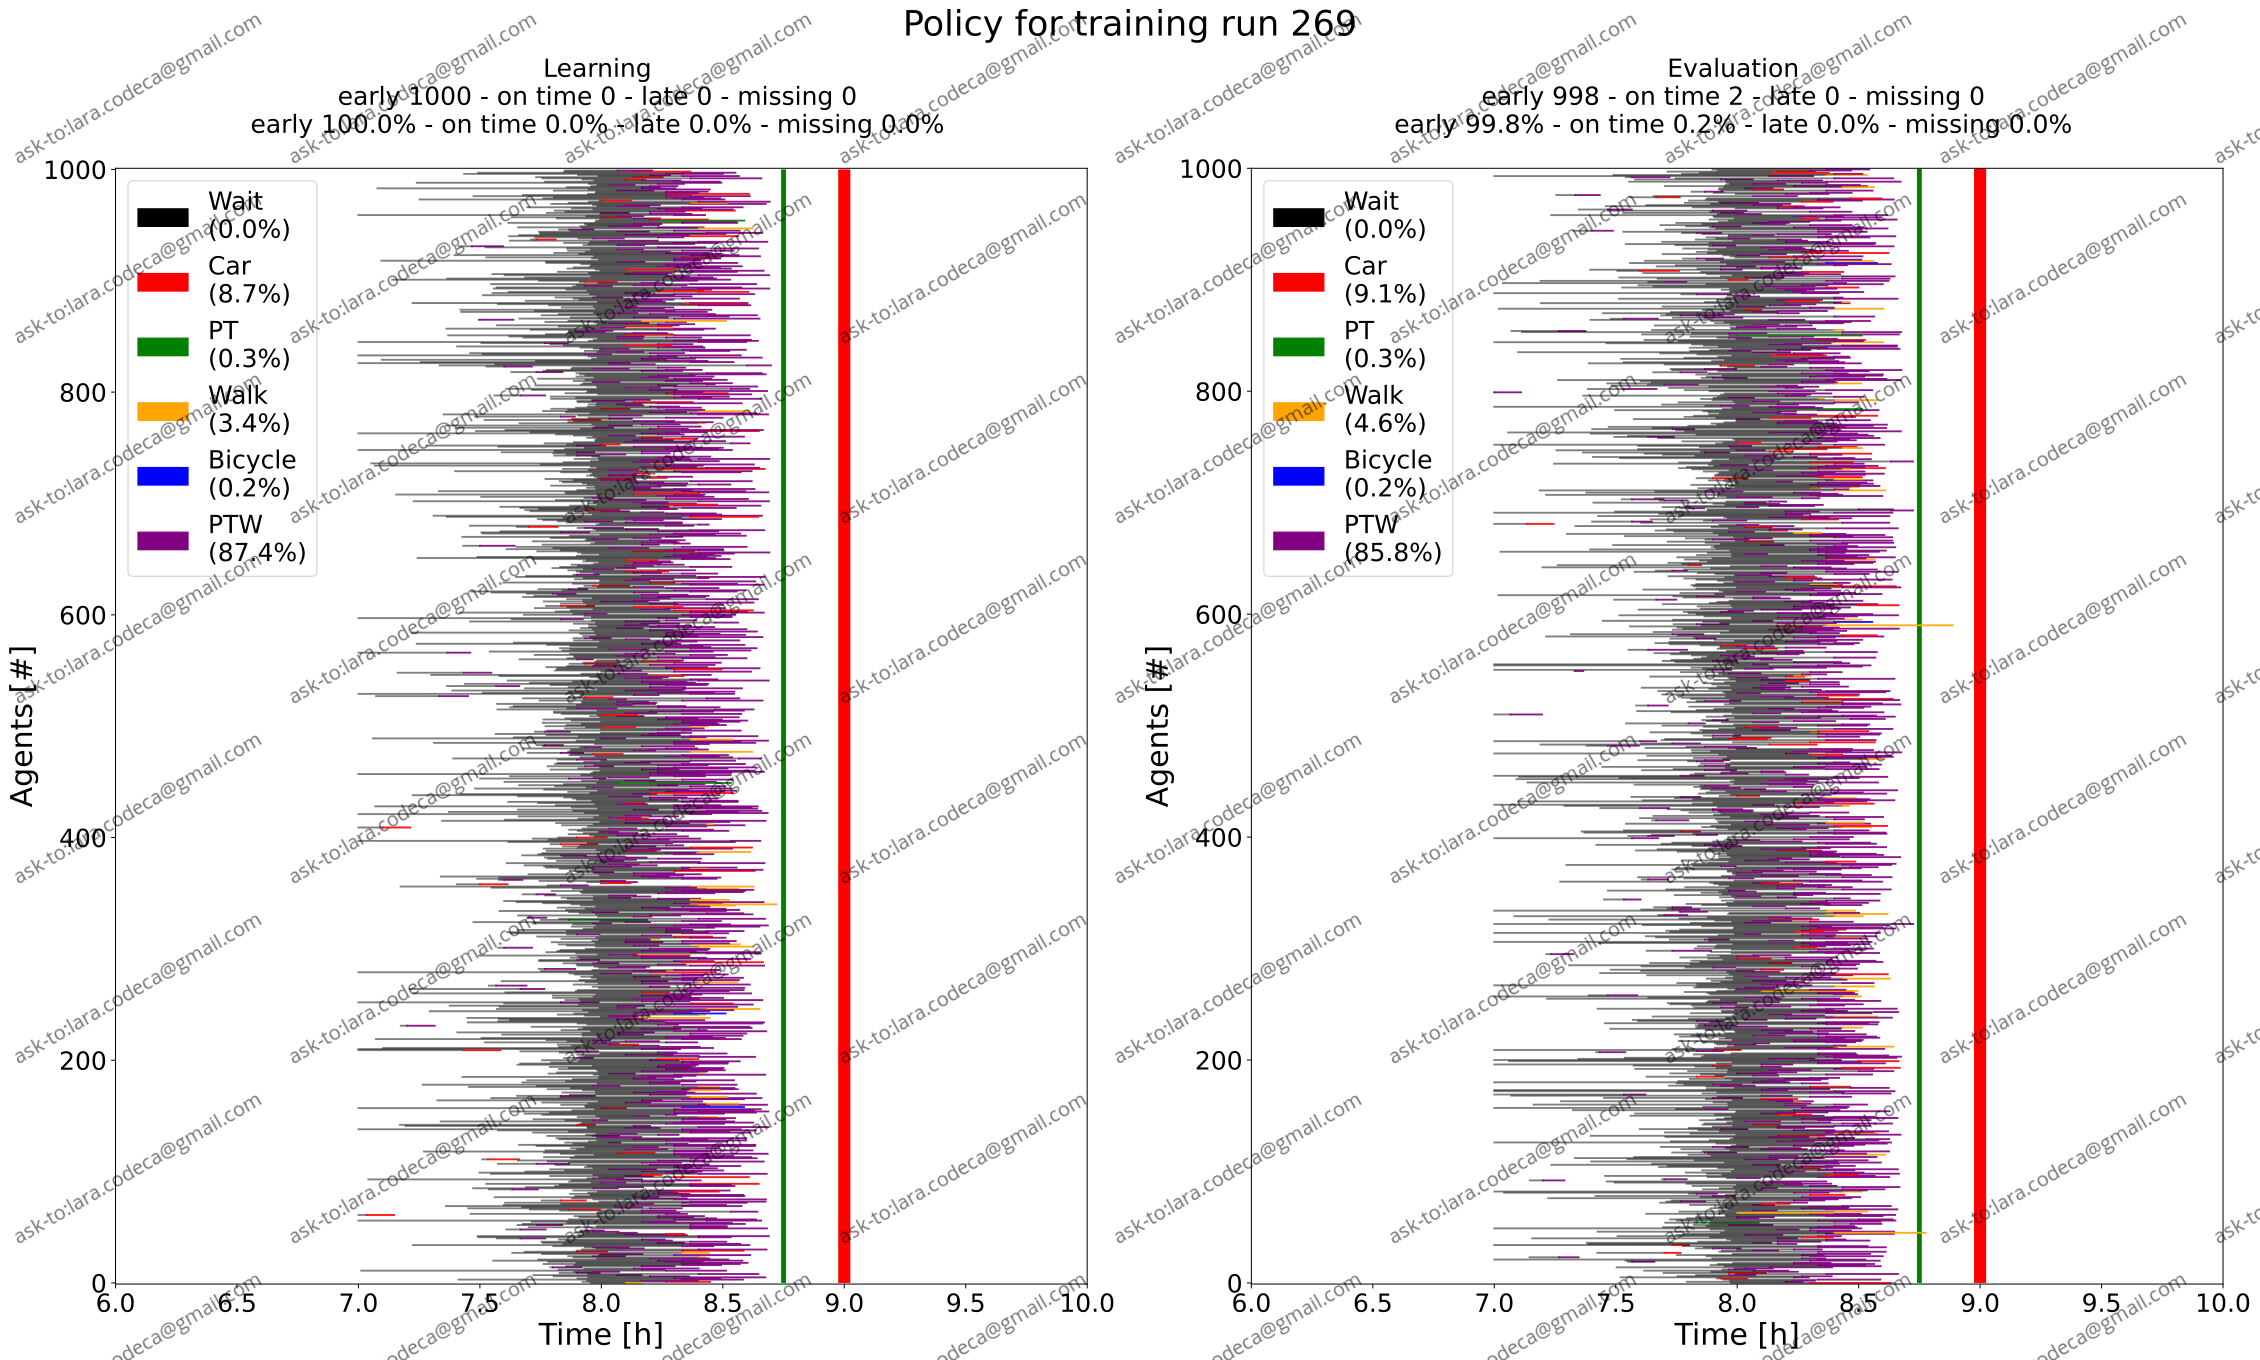 Policy for training run 269
Learning
early 1000 - on time 0 - late 0 - missing 0
early 100.0% - on time 0.0% - late 0.0% - missing 0.0%
Wait
(0.0%)
Car
(8.7%)
PT
(0.3%)
Walk
(3.4%)
Bicycle
(0.2%)
PTW
(87.4%)
1000
800
600
400
200
0
Agents [#]
6.0 6.5 7.0 7.5 8.0 8.5 9.0 9.5 10.0
Time [h]
Evaluation
early 998 - on time 2 - late 0 - missing 0
early 99.8% - on time 0.2% - late 0.0% - missing 0.0%
Wait
(0.0%)
Car
(9.1%)
PT
(0.3%)
Walk
(4.6%)
Bicycle
(0.2%)
PTW
(85.8%)
1000
800
600
400
200
0
Agents [#]
6.0 6.5 7.0 7.5 8.0 8.5 9.0 9.5 10.0
Time [h]
ask-to:lara.codeca@gmail.com